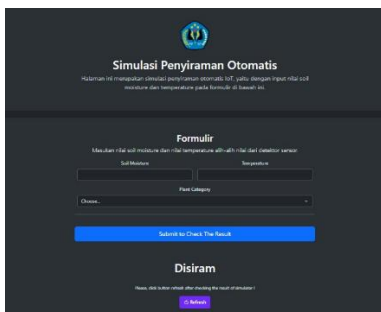 Simulasi Penyiraman Otomatis
Halaman ini merupakan simulasi penyiraman otomatis IoT, yaitu dengan input nilai soil
moisture dan temperature pada formulir di bawah ini.
Formulir
Masukan nilai soil moisture dan nilai temperature alih-alih nilai dari detektor sensor
Soil Moisture
Temperature
Plant Category
Choose...
Submit to Check The Result
Disiram
Please, click button refresh after checking the result of simulator !
Refresh